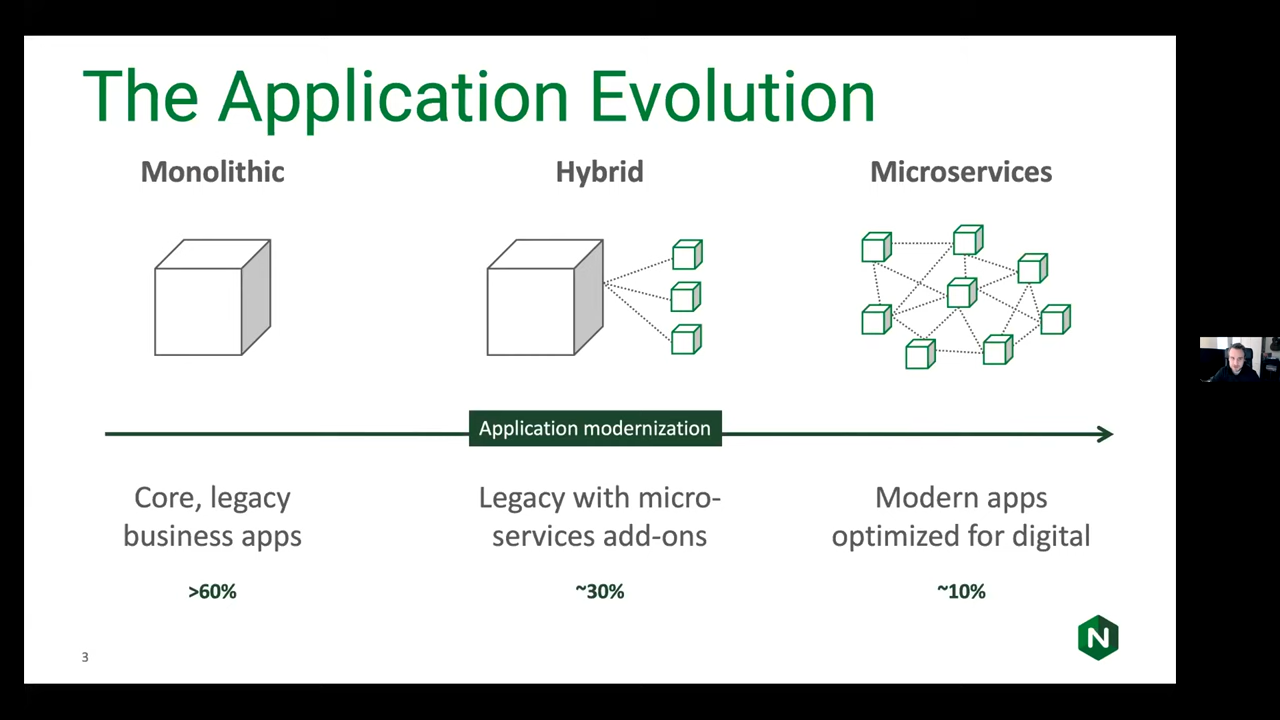 The Application Evolution
Monolithic
Hybrid
Microservices
Application modernization
Core, legacy
business apps
>60%
Legacy with micro-
services add-ons
~30%
Modern apps
optimized for digital
~10%
N
3